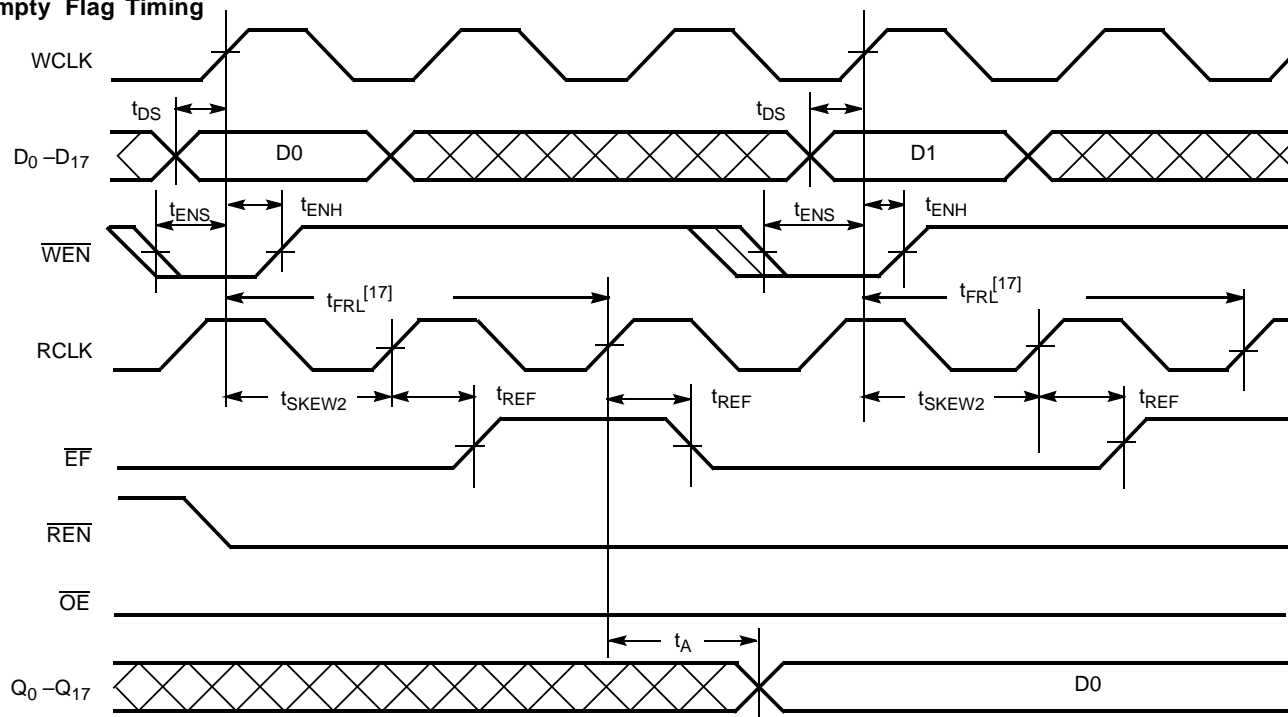 mpty Flag Timing
WCLK
tDS
tDS
D0 –D17
D0
D1
tENS
tENH
tENS
tENH
WEN
tFRL[17]
tFRL[17]
RCLK
tSKEW2
tREF
tREF
tSKEW2
tREF
EF
REN
OE
tA
Q0 –Q17
D0